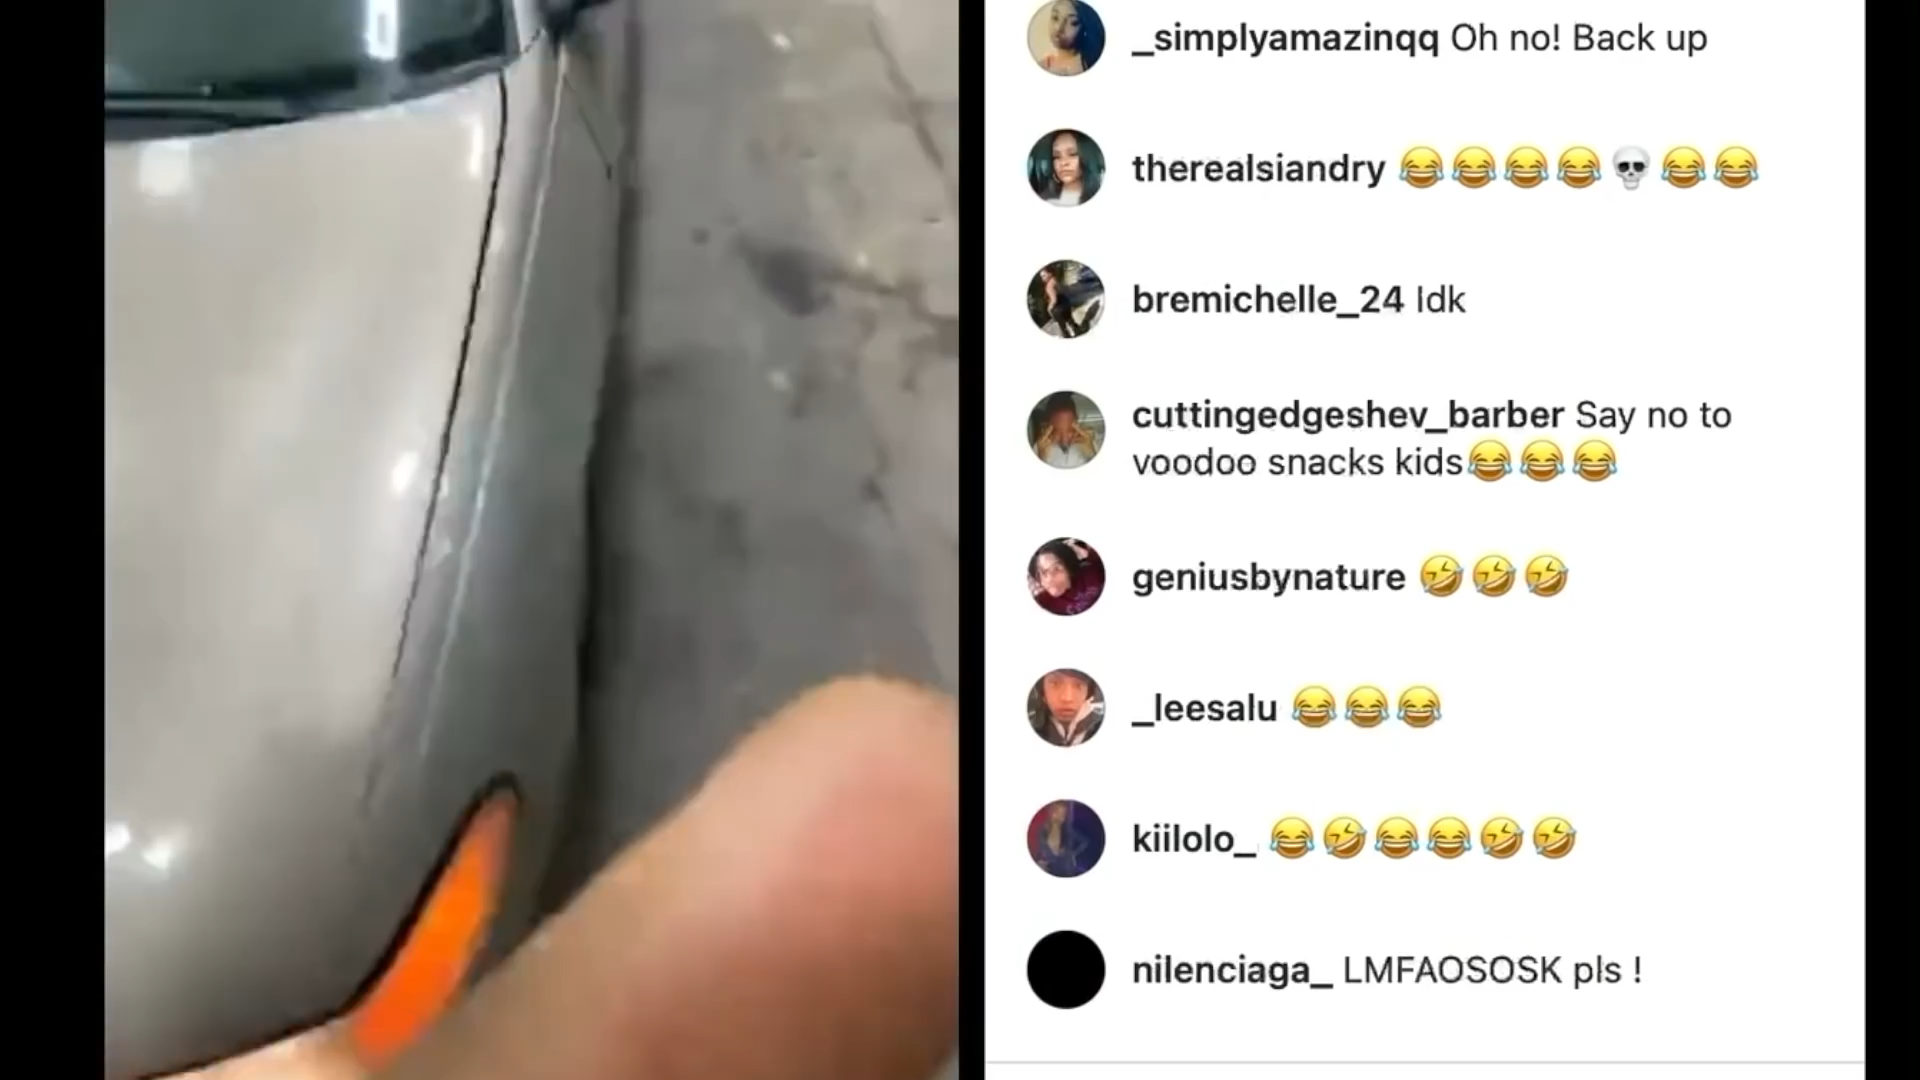 _simplyamazinqq Oh no! Back up
therealsiandry 😂😂😂😂💀😂😂
bremichelle_24 Idk
cuttingedgeshev_barber Say no to
voodoo snacks kids😂😂😂
geniusbynature 🤣🤣🤣
_leesalu 😂😂😂
kiilolo_ 😂🤣😂😂🤣🤣
nilenciaga_ LMFAOSOSK pls !